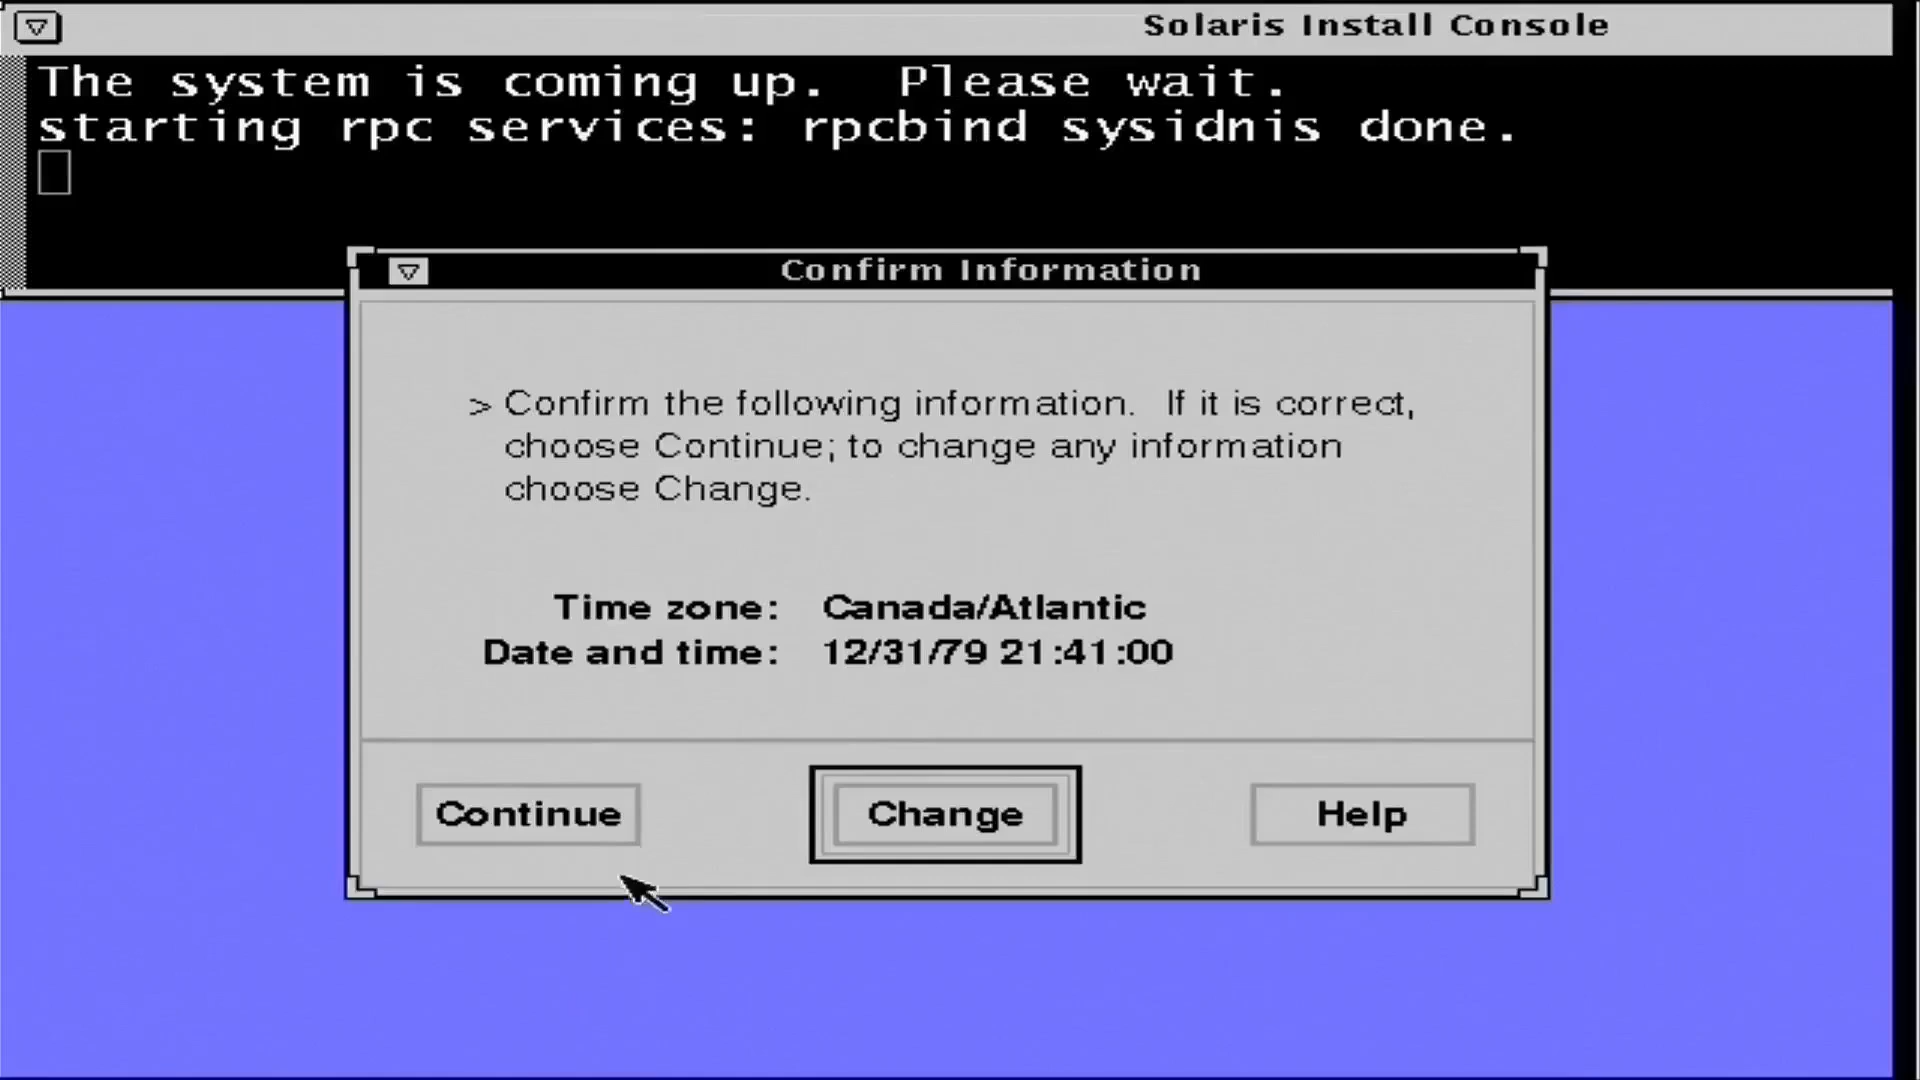 Solaris Install Console
The system is coming up.  Please wait.
starting rpc services: rpcbind sysidnis done.
Confirm Information
> Confirm the following information.  If it is correct,
choose Continue; to change any information
choose Change.
Time zone: Canada/Atlantic
Date and time: 12/31/79 21:41:00
Continue Change Help